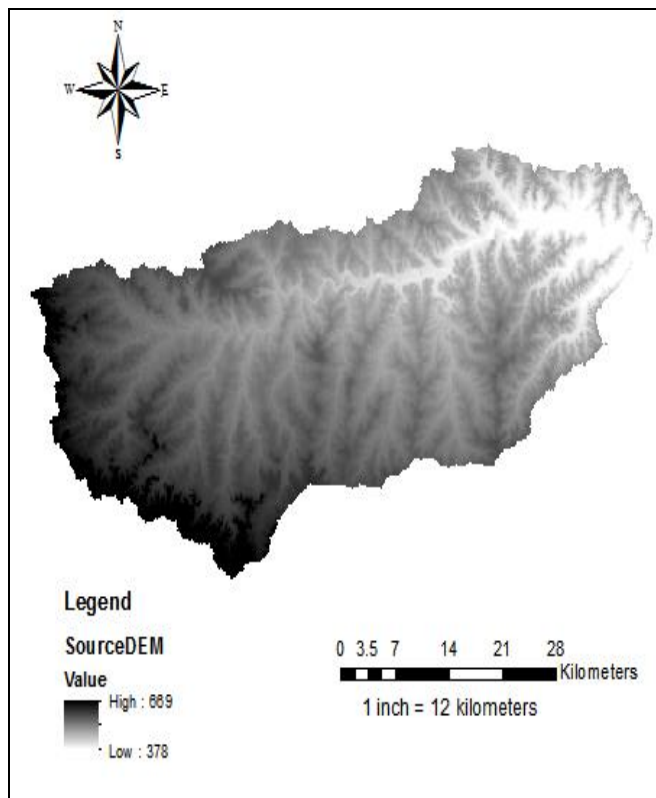 N
W E
S
Legend
SourceDEM
Value
High : 669
Low : 378
0 3.5 7 14 21 28
Kilometers
1 inch = 12 kilometers